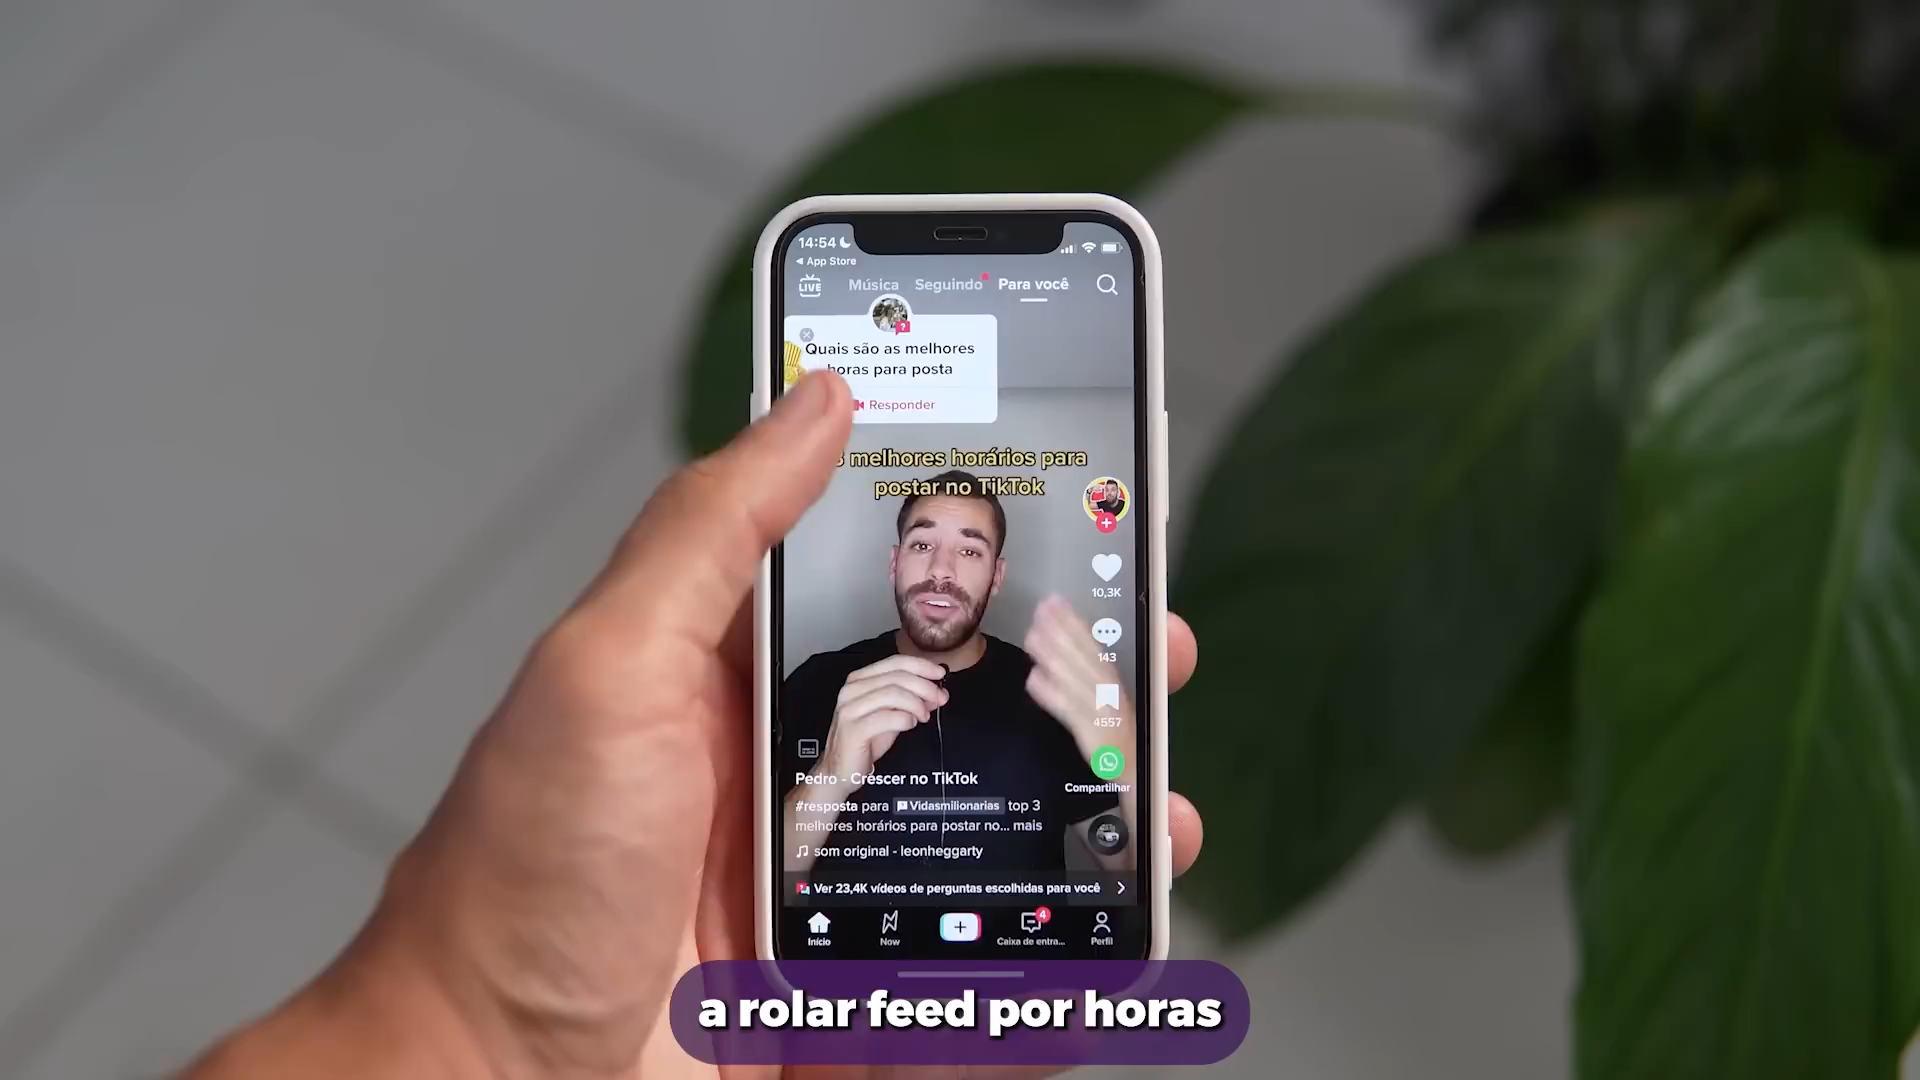 14:54
App Store
LIVE
Música
Seguindo
Para você
Quais são as melhores
horas para posta
Responder
3 melhores horários para
postar no TikTok
10,3K
143
4557
Compartilhar
Pedro - Crescer no TikTok
#resposta para Vidasmilionarias top 3
melhores horários para postar no... mais
som original - leonheggarty
Ver 23,4K vídeos de perguntas escolhidas para você
Início
Now
4
Caixa de entra...
Perfil
a rolar feed por horas